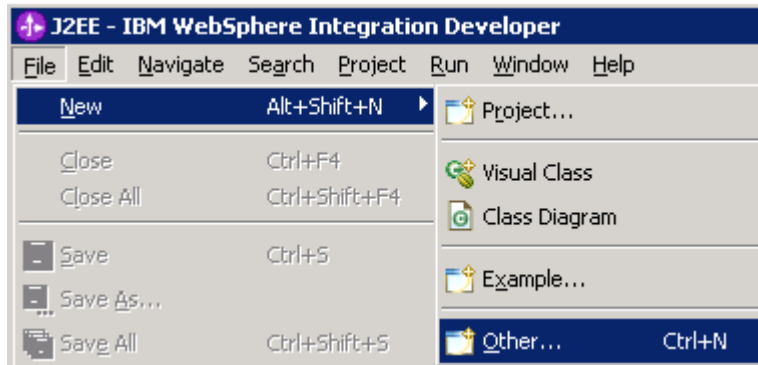 J2EE - IBM WebSphere Integration Developer
File Edit Navigate Search Project Run Window Help
New Alt+Shift+N
Project...
Close Ctrl+F4
Visual Class
Close All Ctrl+Shift+F4
Class Diagram
Save Ctrl+S
Example...
Save As...
Save All Ctrl+Shift+S
Other... Ctrl+N